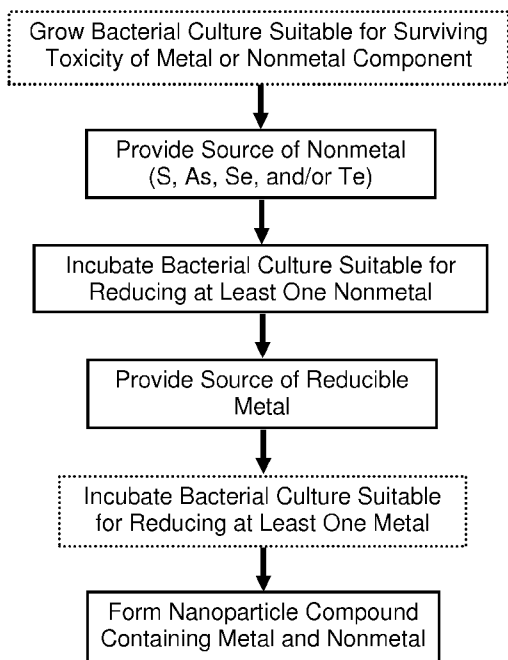 Grow Bacterial Culture Suitable for Surviving
Toxicity of Metal or Nonmetal Component
Provide Source of Nonmetal
(S, As, Se, and/or Te)
Incubate Bacterial Culture Suitable for
Reducing at Least One Nonmetal
Provide Source of Reducible
Metal
Incubate Bacterial Culture Suitable
for Reducing at Least One Metal
Form Nanoparticle Compound
Containing Metal and Nonmetal